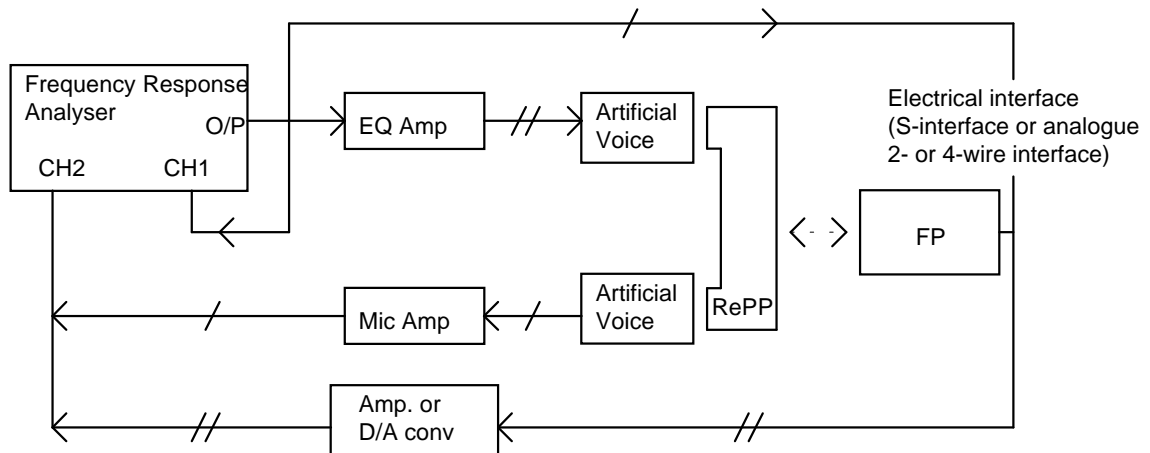 Frequency Response
Analyser
O/P
CH2
CH1
EQ Amp
Artificial
Voice
Electrical interface
(S-interface or analogue
2- or 4-wire interface)
FP
Mic Amp
Artificial
Voice
RePP
Amp. or
D/A conv